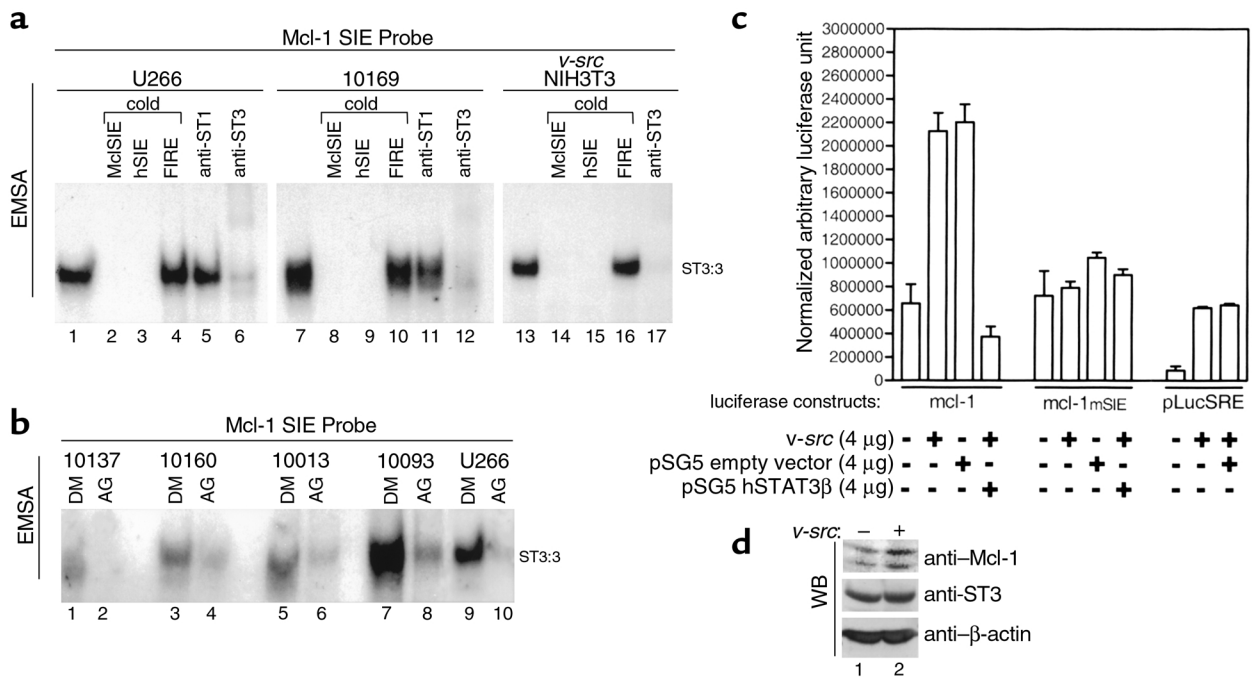 a
Mcl-1 SIE Probe
U266
10169
v-src
NIH3T3
cold
cold
cold
MclSIE
hSIE
FIRE
anti-ST1
anti-ST3
MclSIE
hSIE
FIRE
anti-ST1
anti-ST3
MclSIE
hSIE
FIRE
anti-ST3
EMSA
ST3:3
1 2 3 4 5 6 7 8 9 10 11 12 13 14 15 16 17
b
Mcl-1 SIE Probe
10137 10160 10013 10093 U266
DM AG DM AG DM AG DM AG DM AG
EMSA
ST3:3
1 2 3 4 5 6 7 8 9 10
c
Normalized arbitrary luciferase unit
3000000
2800000
2600000
2400000
2200000
2000000
1800000
1600000
1400000
1200000
1000000
800000
600000
400000
200000
0
luciferase constructs: mcl-1 mcl-1mSIE pLucSRE
v-src (4 μg) - + - + - + - + - + +
pSG5 empty vector (4 μg) - - + - - - + - - - +
pSG5 hSTAT3β (4 μg) - - - + - - - + - - -
d
v-src: – +
WB
anti–Mcl-1
anti-ST3
anti–β-actin
1 2